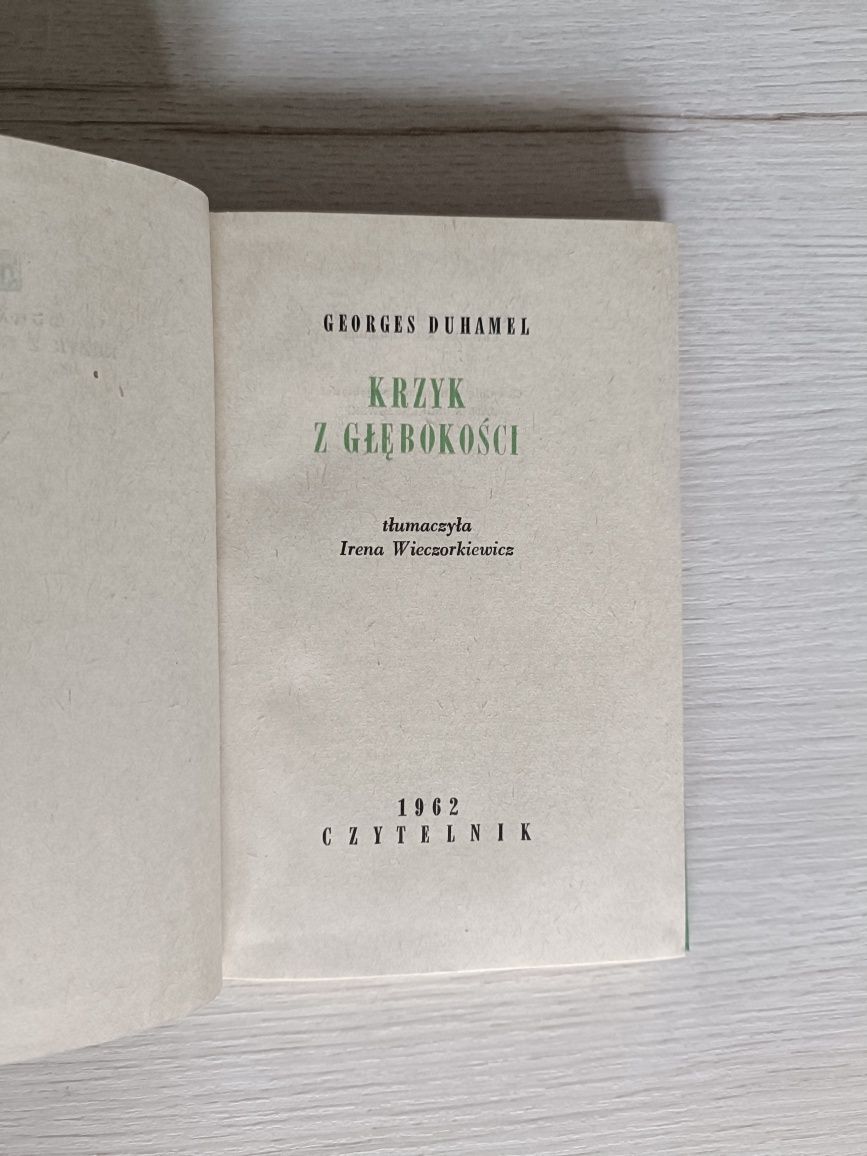 GEORGES DUHAMEL
KRZYK
Z GŁĘBOKOŚCI
tłumaczyła
Irena Wieczorkiewicz
1962
CZYTELNIK